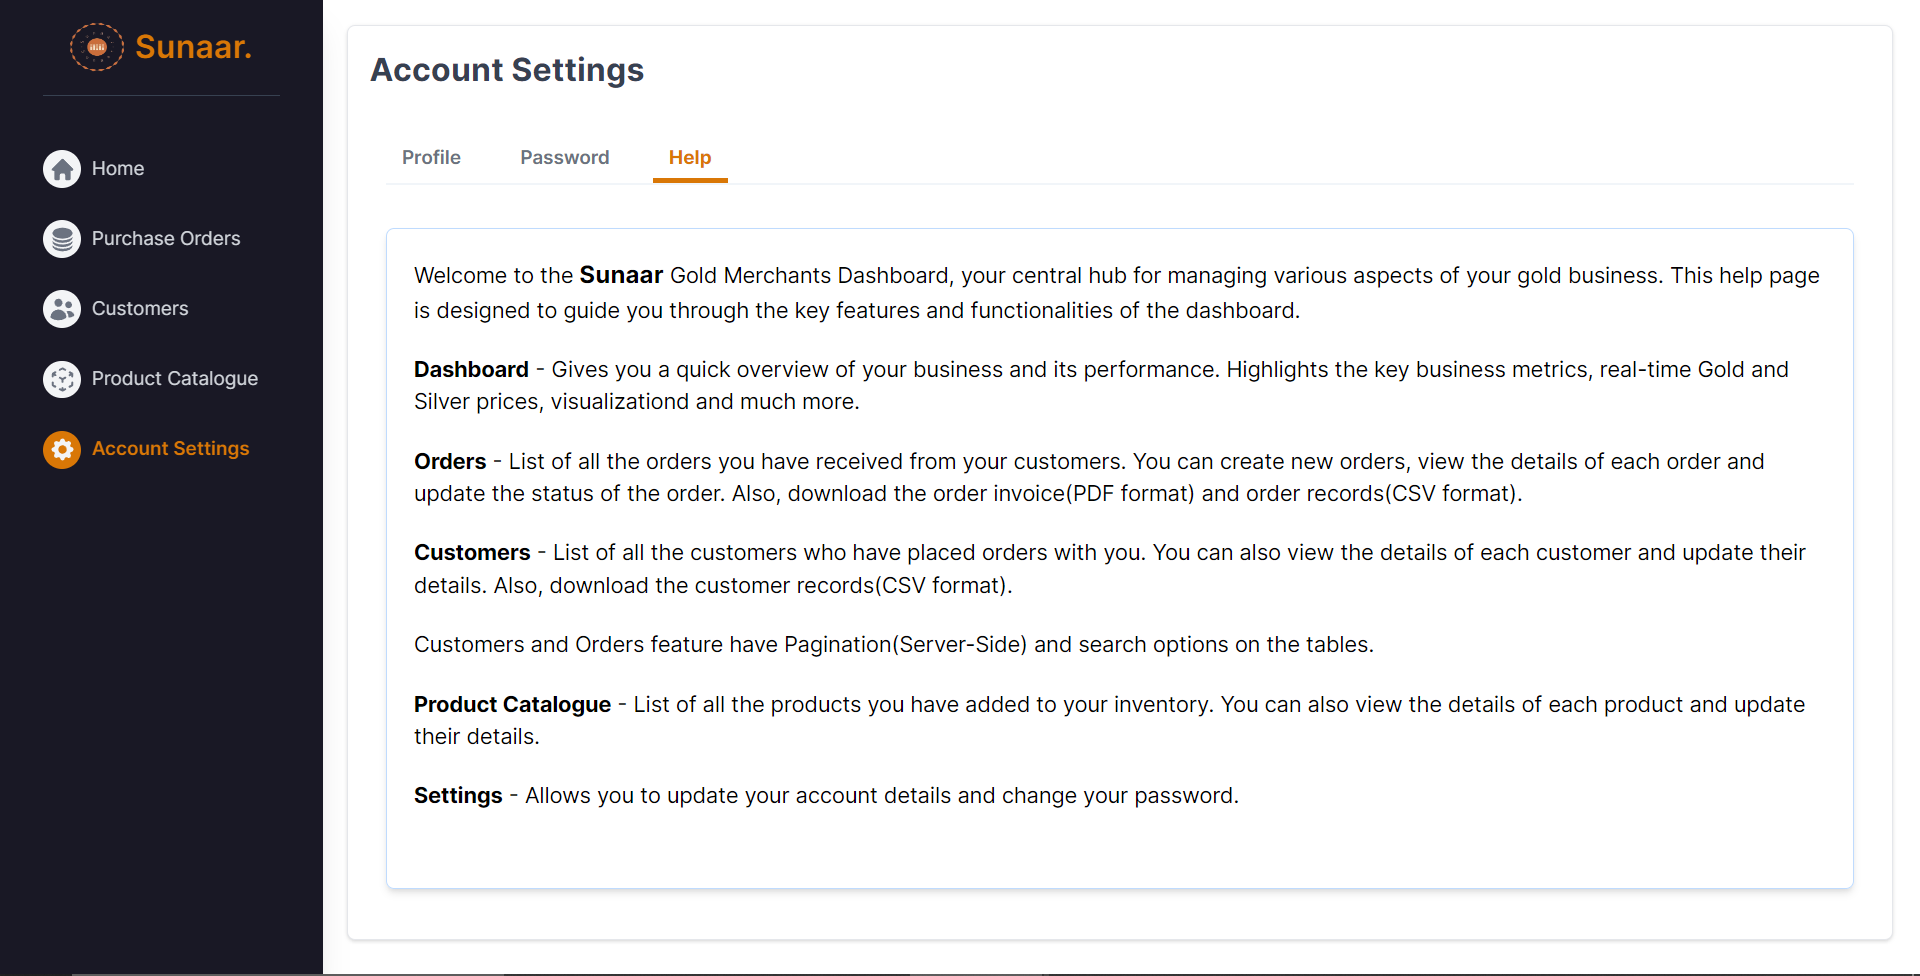 Sunaar.
Home
Purchase Orders
Customers
Product Catalogue
Account Settings
Account Settings
Profile
Password
Help
Welcome to the Sunaar Gold Merchants Dashboard, your central hub for managing various aspects of your gold business. This help page
is designed to guide you through the key features and functionalities of the dashboard.
Dashboard - Gives you a quick overview of your business and its performance. Highlights the key business metrics, real-time Gold and
Silver prices, visualizationd and much more.
Orders - List of all the orders you have received from your customers. You can create new orders, view the details of each order and
update the status of the order. Also, download the order invoice(PDF format) and order records(CSV format).
Customers - List of all the customers who have placed orders with you. You can also view the details of each customer and update their
details. Also, download the customer records(CSV format).
Customers and Orders feature have Pagination(Server-Side) and search options on the tables.
Product Catalogue - List of all the products you have added to your inventory. You can also view the details of each product and update
their details.
Settings - Allows you to update your account details and change your password.